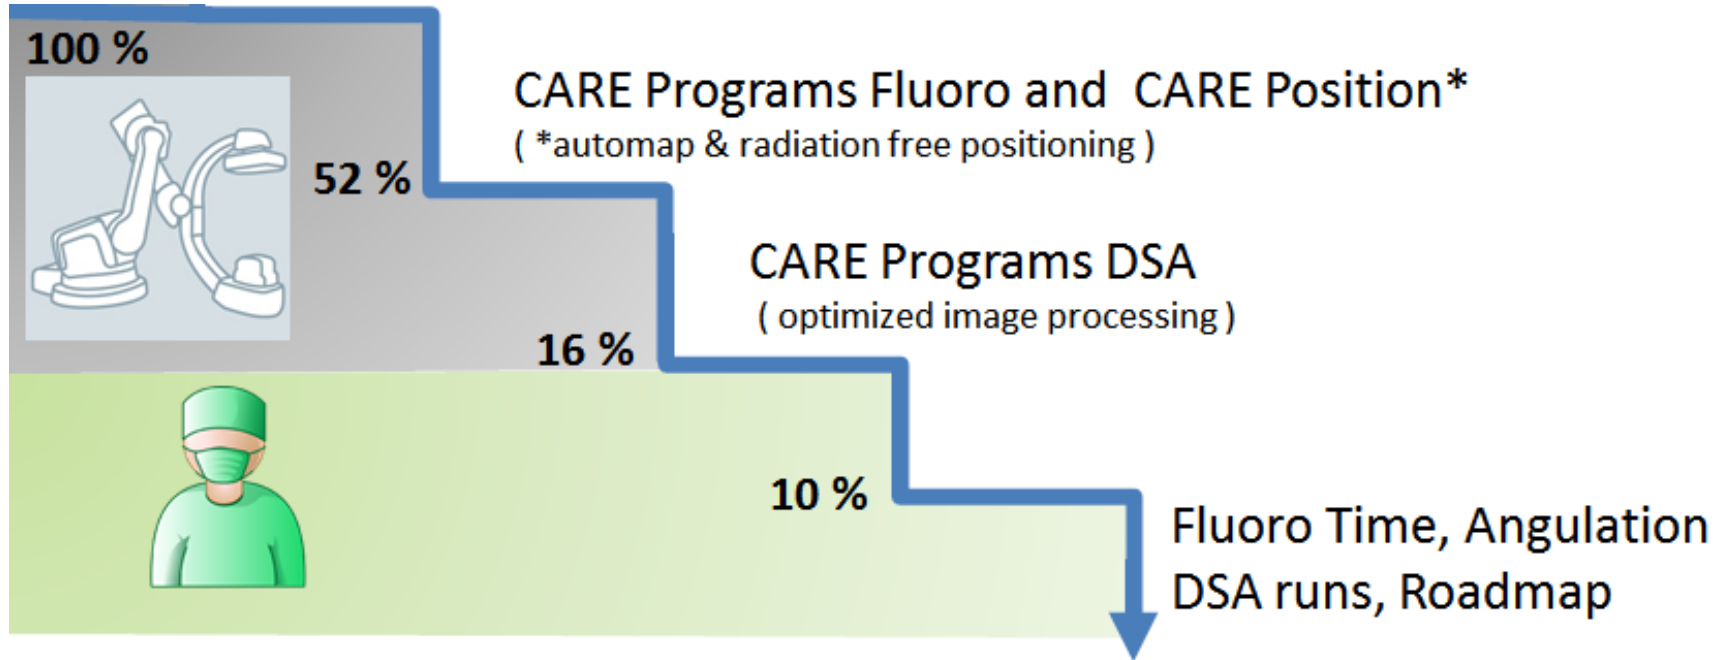 100 %
CARE Programs Fluoro and CARE Position*
( *automap & radiation free positioning )
52 %
CARE Programs DSA
( optimized image processing )
16 %
10 %
Fluoro Time, Angulation
DSA runs, Roadmap